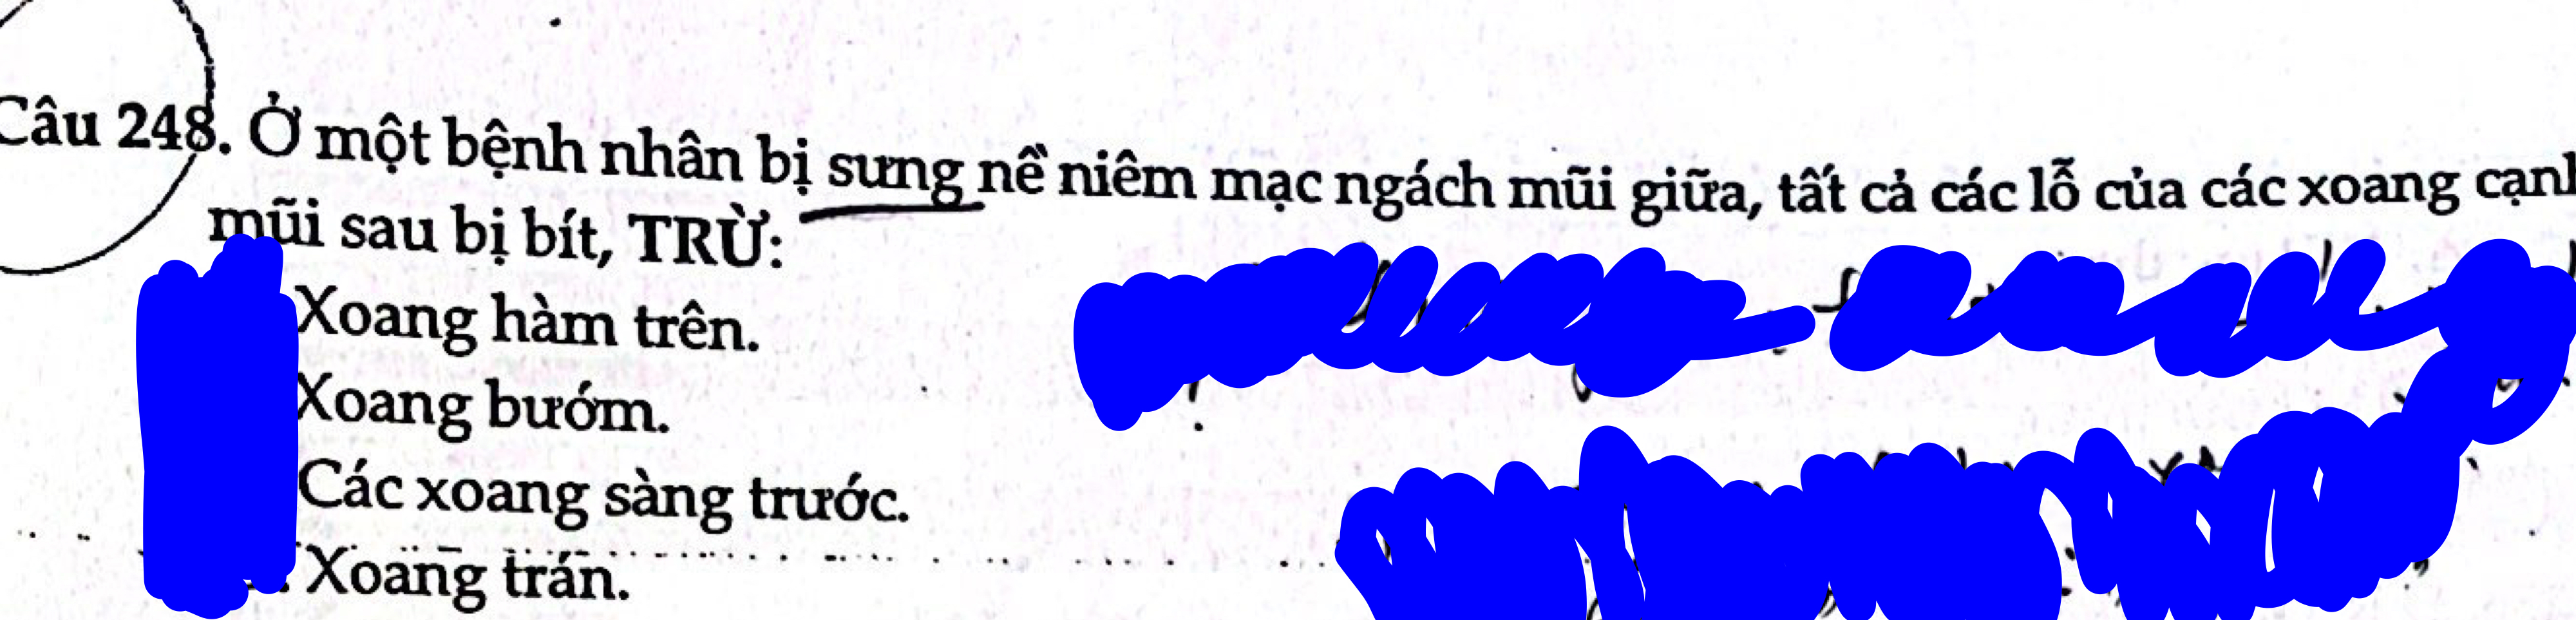 Câu 248. Ở một bệnh nhân bị sưng nề niêm mạc ngách mũi giữa, tất cả các lỗ của các xoang cạnh
mũi sau bị bít, TRỪ:
Xoang hàm trên.
Xoang bướm.
Các xoang sàng trước.
Xoang trán.